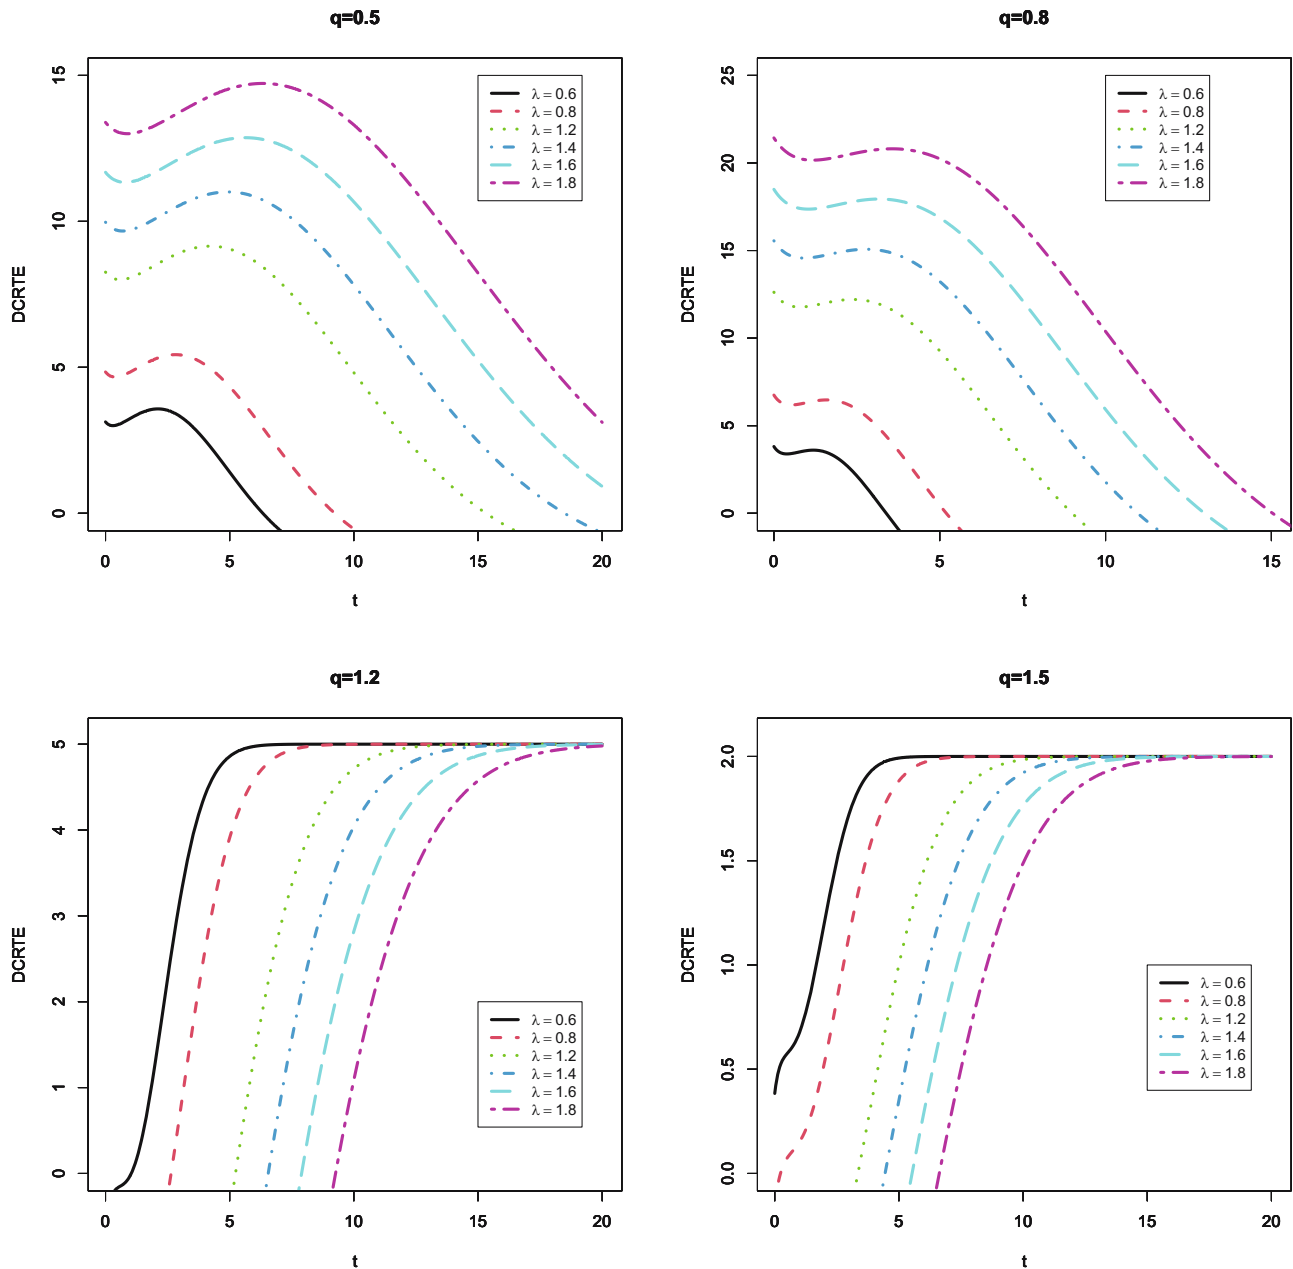 q=0.5
15
10
5
0
DCRTE
λ = 0.6
λ = 0.8
λ = 1.2
λ = 1.4
λ = 1.6
λ = 1.8
0 5 10 15 20
t
q=0.8
25
20
15
10
5
0
DCRTE
λ = 0.6
λ = 0.8
λ = 1.2
λ = 1.4
λ = 1.6
λ = 1.8
0 5 10 15
t
q=1.2
5
4
3
2
1
0
DCRTE
λ = 0.6
λ = 0.8
λ = 1.2
λ = 1.4
λ = 1.6
λ = 1.8
0 5 10 15 20
t
q=1.5
2.0
1.5
1.0
0.5
0.0
DCRTE
λ = 0.6
λ = 0.8
λ = 1.2
λ = 1.4
λ = 1.6
λ = 1.8
0 5 10 15 20
t